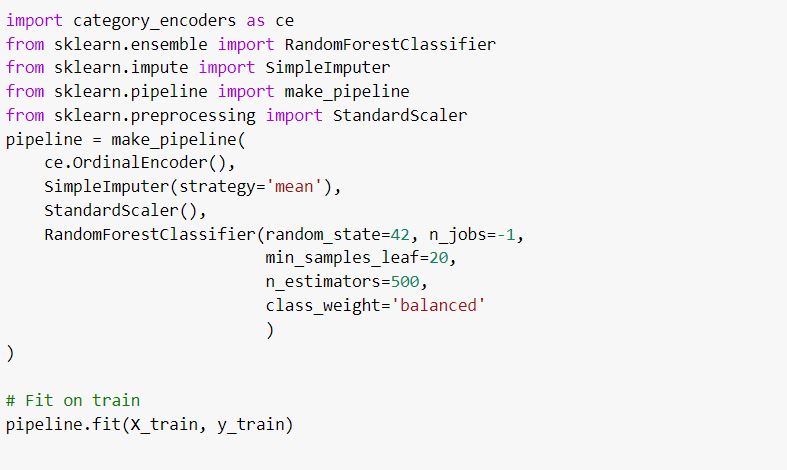 import category_encoders as ce
from sklearn.ensemble import RandomForestClassifier
from sklearn.impute import SimpleImputer
from sklearn.pipeline import make_pipeline
from sklearn.preprocessing import StandardScaler
pipeline = make_pipeline(
    ce.OrdinalEncoder(),
    SimpleImputer(strategy='mean'),
    StandardScaler(),
    RandomForestClassifier(random_state=42, n_jobs=-1,
                           min_samples_leaf=20,
                           n_estimators=500,
                           class_weight='balanced'
                           )
)
# Fit on train
pipeline.fit(X_train, y_train)